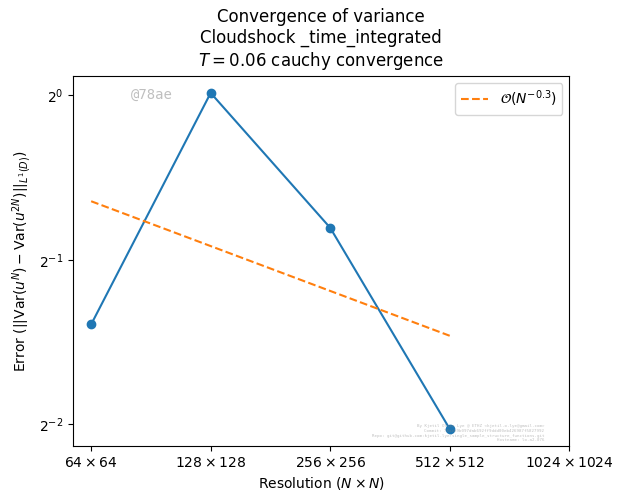 Convergence of variance
Cloudshock _time_integrated
T = 0.06 cauchy convergence
@78ae
O(N^{-0.3})
2^0
2^{-1}
2^{-2}
Error (||Var(u^N) − Var(u^{2N})||_{L^1(D)})
64 × 64
128 × 128
256 × 256
512 × 512
1024 × 1024
Resolution (N × N)